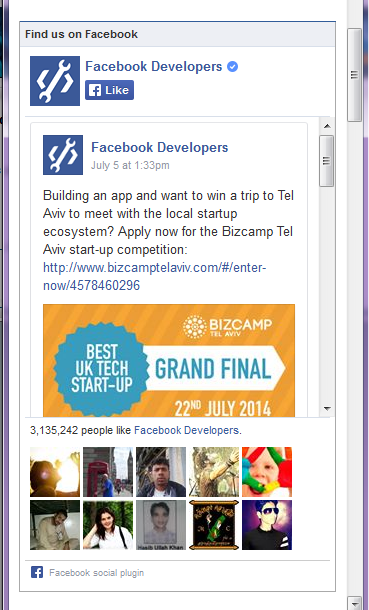 Find us on Facebook
Facebook Developers
Like
Facebook Developers
July 5 at 1:33pm
Building an app and want to win a trip to Tel
Aviv to meet with the local startup
ecosystem? Apply now for the Bizcamp Tel
Aviv start-up competition:
http://www.bizcamptelaviv.com/#/enter-
now/4578460296
BIZCAMP
TEL AVIV
BEST
UK TECH
START-UP
GRAND FINAL
22ND JULY 2014
3,135,242 people like Facebook Developers.
Habib Ullah Khan
Facebook social plugin